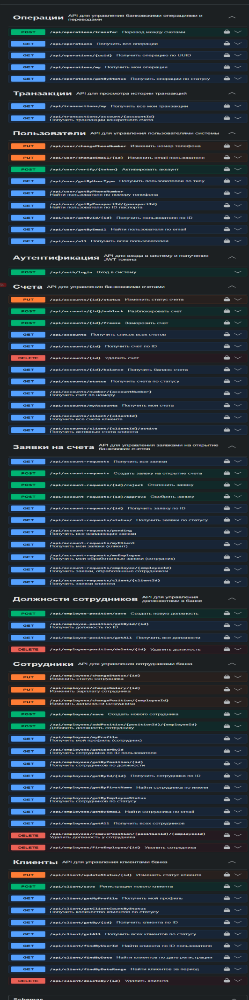 Операции API для управления банковскими операциями и
переводами
POST /api/operations/transfer Перевод между счетами
GET /api/operations Получить все операции
GET /api/operations/{uuid} Получить операцию по UUID
GET /api/operations/my Получить мои операции
GET /api/operations/getByStatus Получить операции по статусу
Транзакции API для просмотра истории транзакций
GET /api/transactions/my Получить все мои транзакции
GET /api/transactions/account/{accountId}
Получить транзакции конкретного счета
Пользователи API для управления пользователями системы
PUT /api/user/changePhoneNumber Изменить номер телефона
PUT /api/user/changeEmail/{id} Изменить email пользователя
POST /api/user/verify/{token} Активировать аккаунт
GET /api/user/getByUserType Получить пользователей по типу
GET /api/user/getByPhoneNumber
Найти пользователя по номеру телефона
GET /api/user/getByPassportId/{passportId}
Найти пользователя по ID паспорта
GET /api/user/getById/{id} Получить пользователя по ID
GET /api/user/getByEmail Найти пользователя по email
GET /api/user/all Получить всех пользователей
Аутентификация API для входа в систему и получения
JWT токена
POST /api/auth/login Вход в систему
Счета API для управления банковскими счетами
PUT /api/accounts/{id}/status Изменить статус счета
POST /api/accounts/{id}/unblock Разблокировать счет
POST /api/accounts/{id}/freeze Заморозить счет
GET /api/accounts Получить список всех счетов
GET /api/accounts/{id} Получить счет по ID
DELETE /api/accounts/{id} Удалить счет
GET /api/accounts/{id}/balance Получить баланс счета
GET /api/accounts/status Получить счета по статусу
GET /api/accounts/number/{accountNumber}
Получить счет по номеру
GET /api/accounts/myAccounts Получить мои счета
GET /api/accounts/client/{clientId}
Получить все счета клиента
GET /api/accounts/client/{clientId}/active
Получить активные счета клиента
Заявки на счета API для управления заявками на открытие
банковских счетов
GET /api/account-requests Получить все заявки
POST /api/account-requests Создать заявку на открытие счета
POST /api/account-requests/{id}/reject Отклонить заявку
POST /api/account-requests/{id}/approve Одобрить заявку
GET /api/account-requests/{id} Получить заявку по ID
GET /api/account-requests/status/ Получить заявки по статусу
GET /api/account-requests/pending
Получить все ожидающие заявки
GET /api/account-requests/myClient
Получить мои заявки (клиент)
GET /api/account-requests/meEmployee
Получить мои обработанные заявки (сотрудник)
GET /api/account-requests/employee/{employeeId}
Получить заявки, обработанные сотрудником
GET /api/account-requests/client/{clientId}
Получить заявки клиента
Должности сотрудников API для управления
должностями в банке
POST /api/employee-position/save Создать новую должность
GET /api/employee-position/getByid/{id}
Получить должность по ID
GET /api/employee-position/getAll Получить все должности
DELETE /api/employee-position/delete/{id} Удалить должность
Сотрудники API для управления сотрудниками банка
PUT /api/employees/changeStatus/{id}
Изменить статус сотрудника
PUT /api/employees/changeSalary/{id}
Изменить зарплату сотрудника
PUT /api/employees/changePosition/{employeeId}
Изменить должности сотрудника
POST /api/employees/save Создать нового сотрудника
POST /api/employees/addPosition/{positionId}/{employeeId}
Добавить должность сотруднику
GET /api/employees/myProfile
Получить мой профиль (сотрудник)
GET /api/employees/getuserById
Получить сотрудника по ID пользователя
GET /api/employees/getByPosition/{id}
Получить сотрудников по должности
GET /api/employees/getById/{id} Получить сотрудника по ID
GET /api/employees/getByFirstName Найти сотрудника по имени
GET /api/employees/getByEmployeeStatus
Получить сотрудников по статусу
GET /api/employees/getByEmail Найти сотрудника по email
GET /api/employees/getAll Получить всех сотрудников
DELETE /api/employees/removePosition/{positionId}/{employeeId}
Удалить должность у сотрудника
DELETE /api/employees/FireEmployee/{id} Уволить сотрудника
Клиенты API для управления клиентами банка
PUT /api/client/updateStatus/{id} Изменить статус клиента
POST /api/client/save Регистрация нового клиента
GET /api/client/getMyProfile Получить мой профиль
GET /api/client/getClientCountByStatus
Получить количество клиентов по статусу
GET /api/client/getBy/{id} Получить клиента по ID
GET /api/client/getAll Получить всех клиентов по статусу
GET /api/client/findByUserId Найти клиента по ID пользователя
GET /api/client/findByDate Найти клиентов по дате регистрации
GET /api/client/findByDateRange Найти клиентов за период
DELETE /api/client/deleteBy/{id} Удалить клиента
Schemas